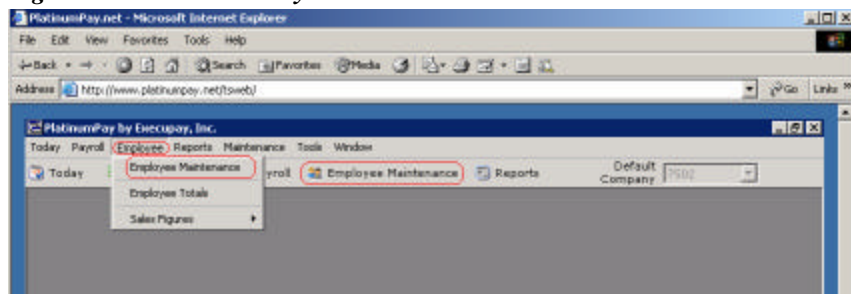 PlatinumPay.net - Microsoft Internet Explorer
File Edit View Favorites Tools Help
Back Search Favorites Media
Address http://www.platinumpay.net/tsweb/ Go Links
PlatinumPay by Execupay, Inc.
Today Payroll Employee Reports Maintenance Tools Window
Today yroll Employee Maintenance Reports Default Company 7502
Employee Maintenance
Employee Totals
Sales Figures